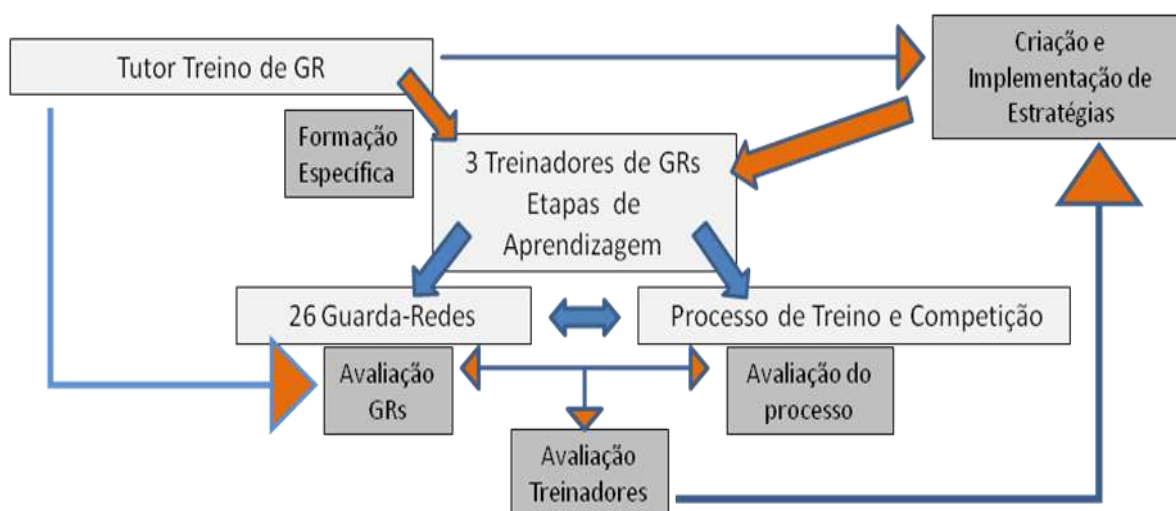 Tutor Treino de GR
Criação e
Implementação de
Estratégias
Formação
Específica
3 Treinadores de GRs
Etapas de
Aprendizagem
26 Guarda-Redes
Processo de Treino e Competição
Avaliação
GRs
Avaliação do
processo
Avaliação
Treinadores